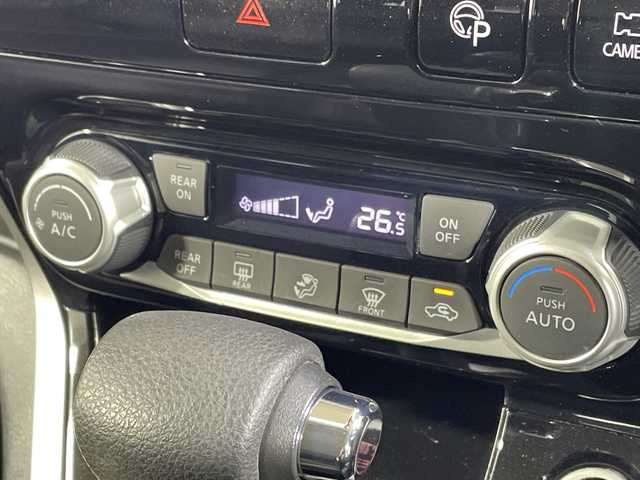 P
CAME
PUSH
A/C
REAR
ON
26.5
°C
ON
OFF
REAR
OFF
REAR
FRONT
PUSH
AUTO